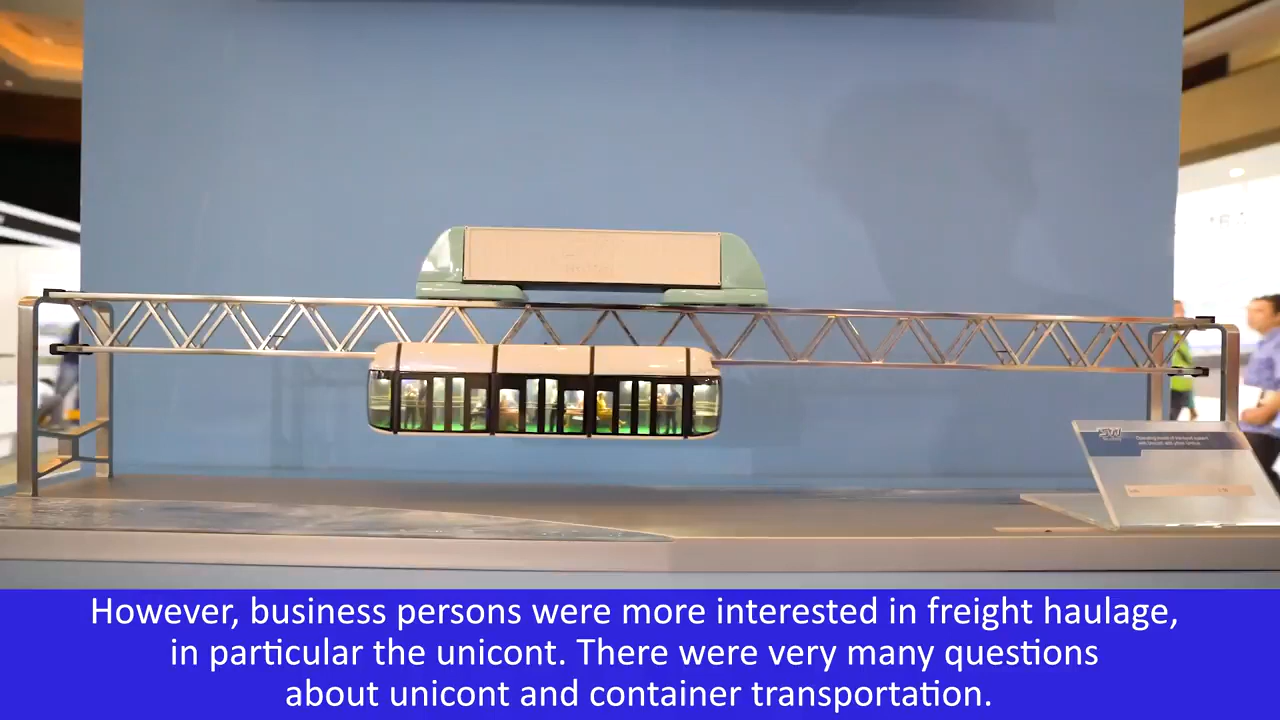 However, business persons were more interested in freight haulage,
in particular the unicont. There were very many questions
about unicont and container transportation.